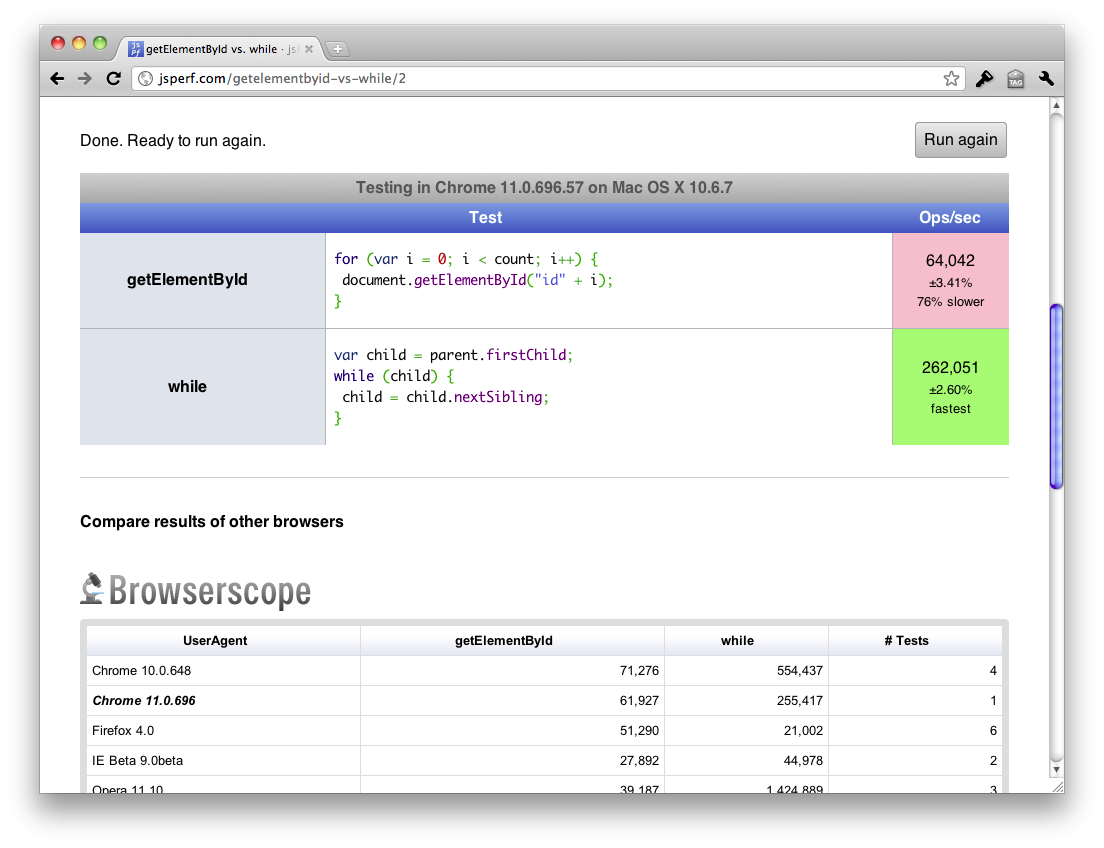 getElementById vs. while · js
jsperf.com/getelementbyid-vs-while/2
TAG
Done. Ready to run again.
Run again
Testing in Chrome 11.0.696.57 on Mac OS X 10.6.7
Test Ops/sec
getElementById
for (var i = 0; i < count; i++) {
document.getElementById("id" + i);
}
64,042
±3.41%
76% slower
while
var child = parent.firstChild;
while (child) {
child = child.nextSibling;
}
262,051
±2.60%
fastest
Compare results of other browsers
Browserscope
UserAgent getElementById while # Tests
Chrome 10.0.648 71,276 554,437 4
Chrome 11.0.696 61,927 255,417 1
Firefox 4.0 51,290 21,002 6
IE Beta 9.0beta 27,892 44,978 2
Opera 11.10 39,187 1,424,889 3